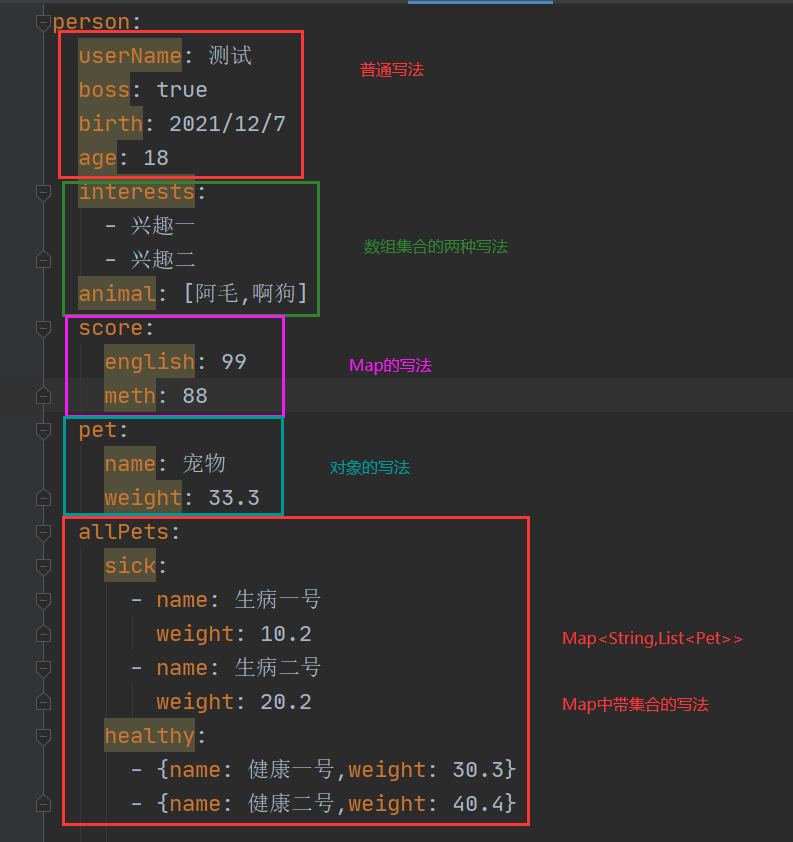 person:
userName: 测试
普通写法
boss: true
birth: 2021/12/7
age: 18
interests:
- 兴趣一
- 兴趣二
数组集合的两种写法
animal: [阿毛,啊狗]
score:
english: 99
Map的写法
meth: 88
pet:
name: 宠物
对象的写法
weight: 33.3
allPets:
sick:
- name: 生病一号
weight: 10.2
Map<String,List<Pet>>
- name: 生病二号
weight: 20.2
Map中带集合的写法
healthy:
- {name: 健康一号,weight: 30.3}
- {name: 健康二号,weight: 40.4}